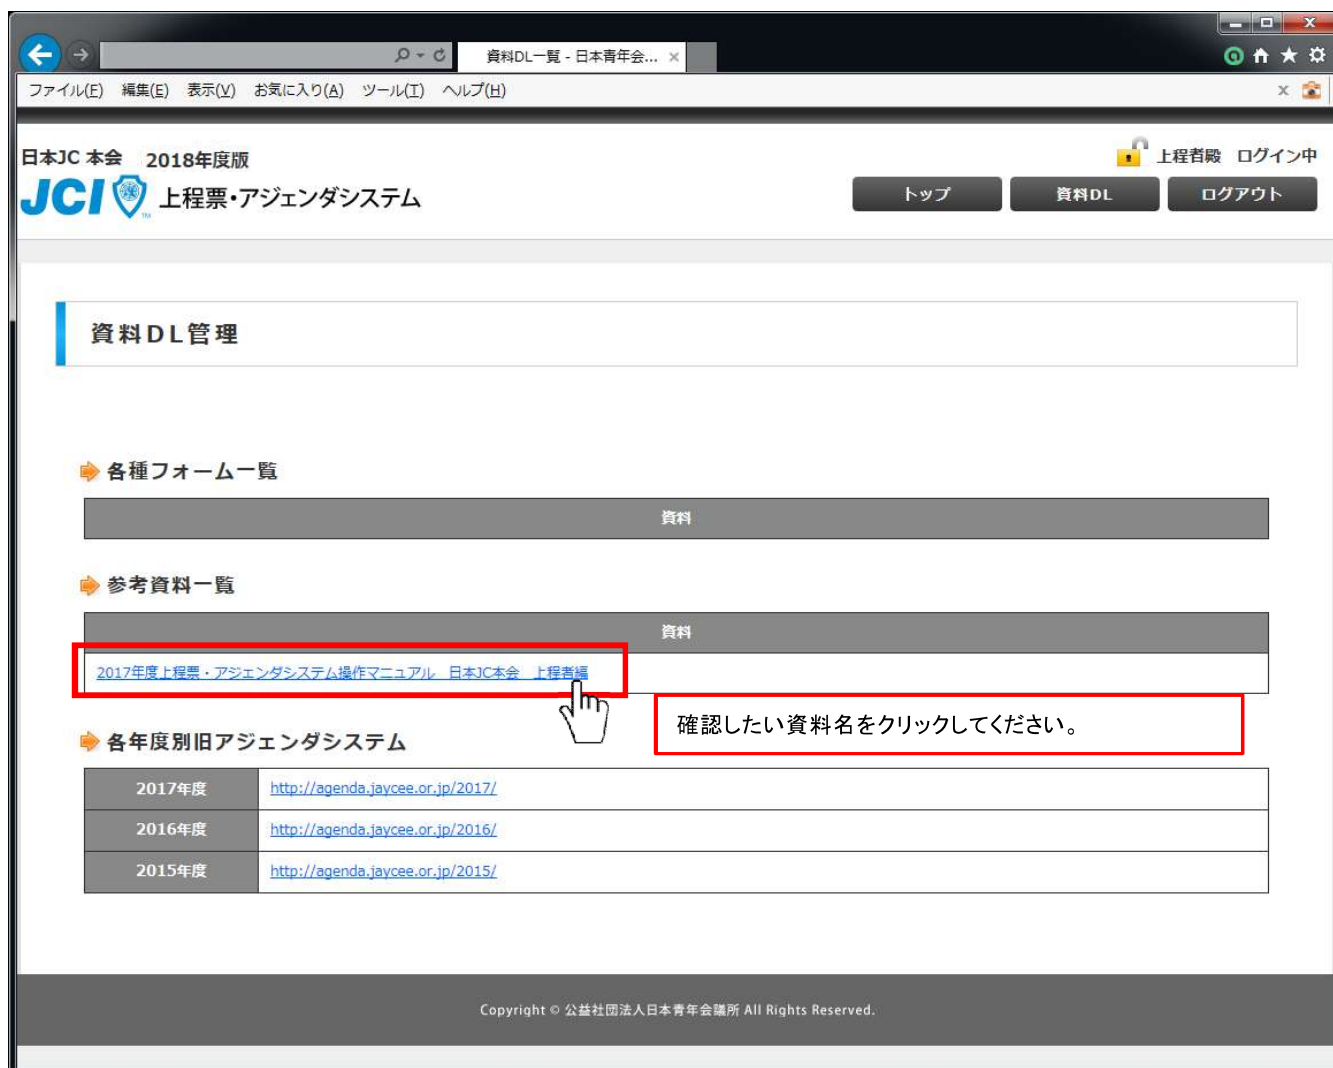 資料DL一覧 - 日本青年会...
ファイル(F) 編集(E) 表示(V) お気に入り(A) ツール(T) ヘルプ(H)
日本JC 本会 2018年度版
上程者殿 ログイン中
JCI 上程票・アジェンダシステム
トップ 資料DL ログアウト
資料DL管理
各種フォーム一覧
資料
参考資料一覧
資料
2017年度上程票・アジェンダシステム操作マニュアル 日本JC本会 上程者編
確認したい資料名をクリックしてください。
各年度別旧アジェンダシステム
2017年度 http://agenda.jaycee.or.jp/2017/
2016年度 http://agenda.jaycee.or.jp/2016/
2015年度 http://agenda.jaycee.or.jp/2015/
Copyright © 公益社団法人日本青年会議所 All Rights Reserved.